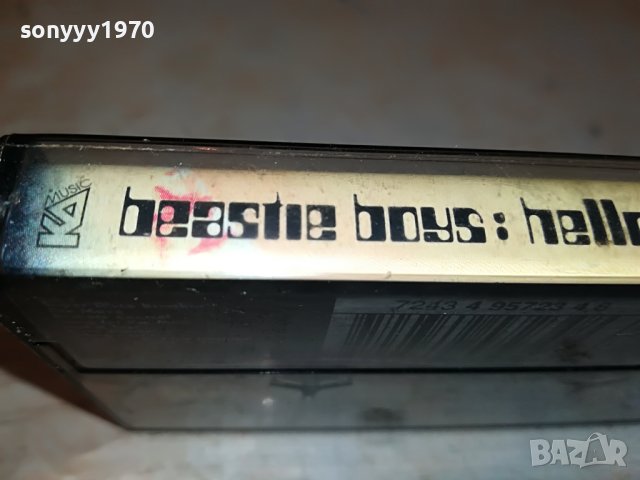 sonyyy1970
MUSIC
beastie boys: hello
7243 4 95723 4 8
BAZAR